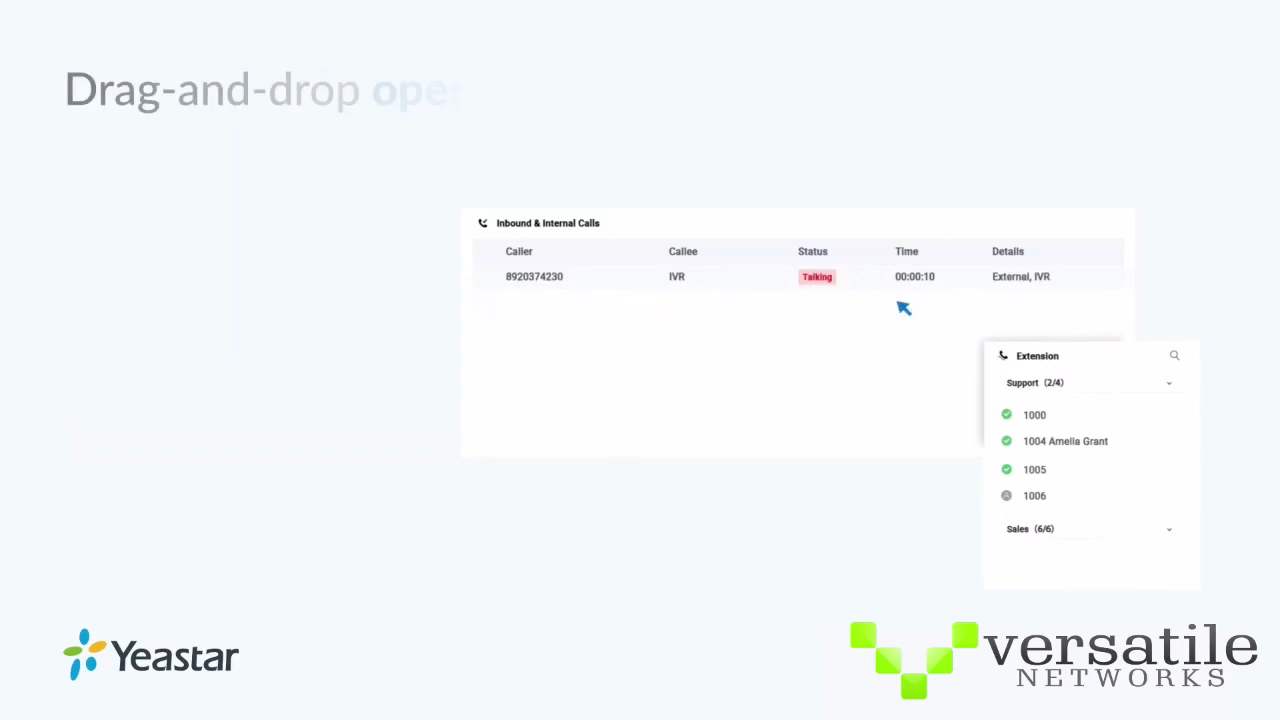 Drag-and-drop ope
Inbound & Internal Calls
Caller Callee Status Time Details
8920374230 IVR Talking 00:00:10 External, IVR
Extension
Support (2/4)
1000
1004 Amelia Grant
1005
1006
Sales (6/6)
Yeastar
versatile
NETWORKS